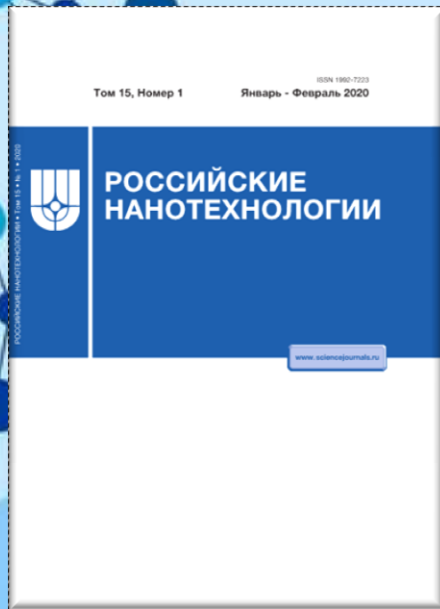 ISSN 1992-7223
Том 15, Номер 1 Январь - Февраль 2020
РОССИЙСКИЕ НАНОТЕХНОЛОГИИ • Том 15 • № 1 • 2020
РОССИЙСКИЕ
НАНОТЕХНОЛОГИИ
www.sciencejournals.ru